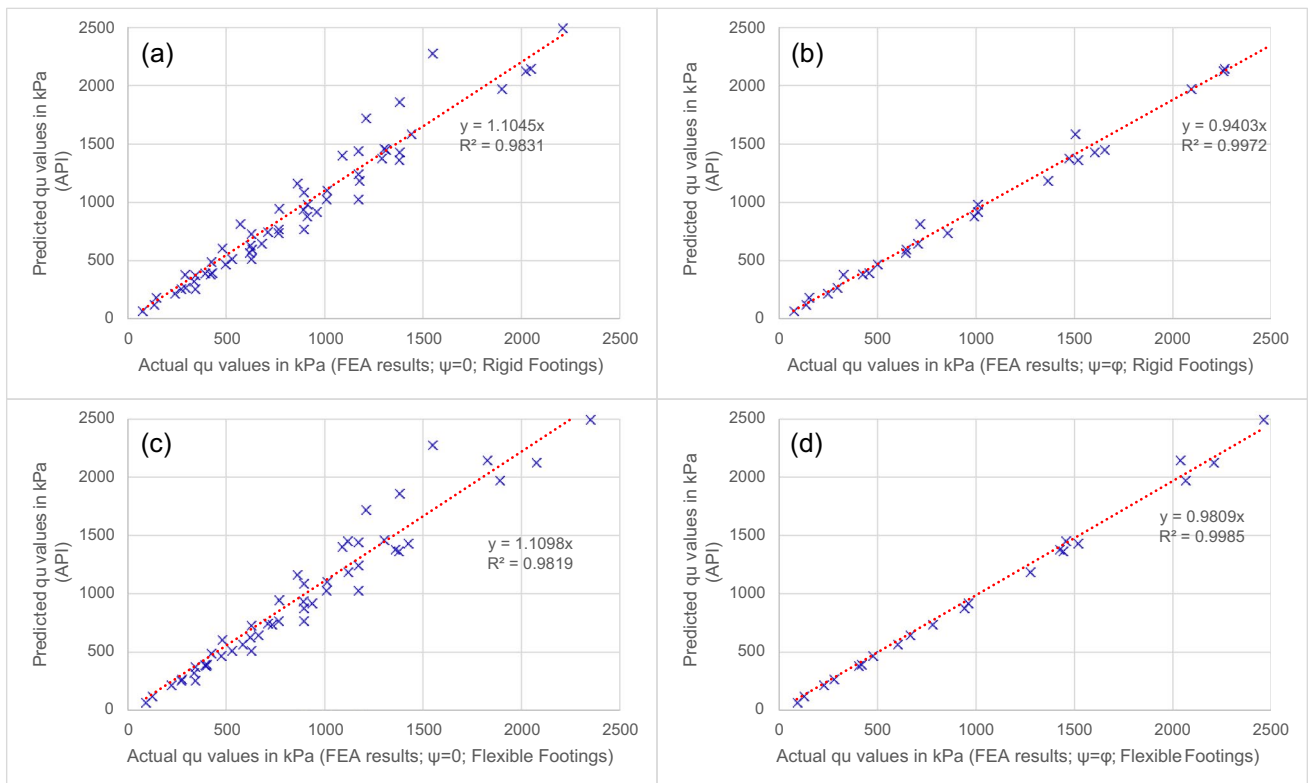 (a)
Predicted qu values in kPa
(API)
2500
2000
1500
1000
500
0
y = 1.1045x
R² = 0.9831
0 500 1000 1500 2000 2500
Actual qu values in kPa (FEA results; ψ=0; Rigid Footings)
(b)
Predicted qu values in kPa
(API)
2500
2000
1500
1000
500
0
y = 0.9403x
R² = 0.9972
0 500 1000 1500 2000 2500
Actual qu values in kPa (FEA results; ψ=φ; Rigid Footings)
(c)
Predicted qu values in kPa
(API)
2500
2000
1500
1000
500
0
y = 1.1098x
R² = 0.9819
0 500 1000 1500 2000 2500
Actual qu values in kPa (FEA results; ψ=0; Flexible Footings)
(d)
Predicted qu values in kPa
(API)
2500
2000
1500
1000
500
0
y = 0.9809x
R² = 0.9985
0 500 1000 1500 2000 2500
Actual qu values in kPa (FEA results; ψ=φ; Flexible Footings)